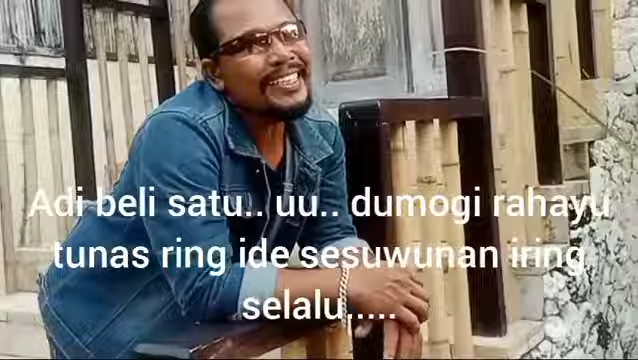 Adi beli satu.. uu.. dumogi rahayu
tunas ring ide sesuwunan iring
selalu.....